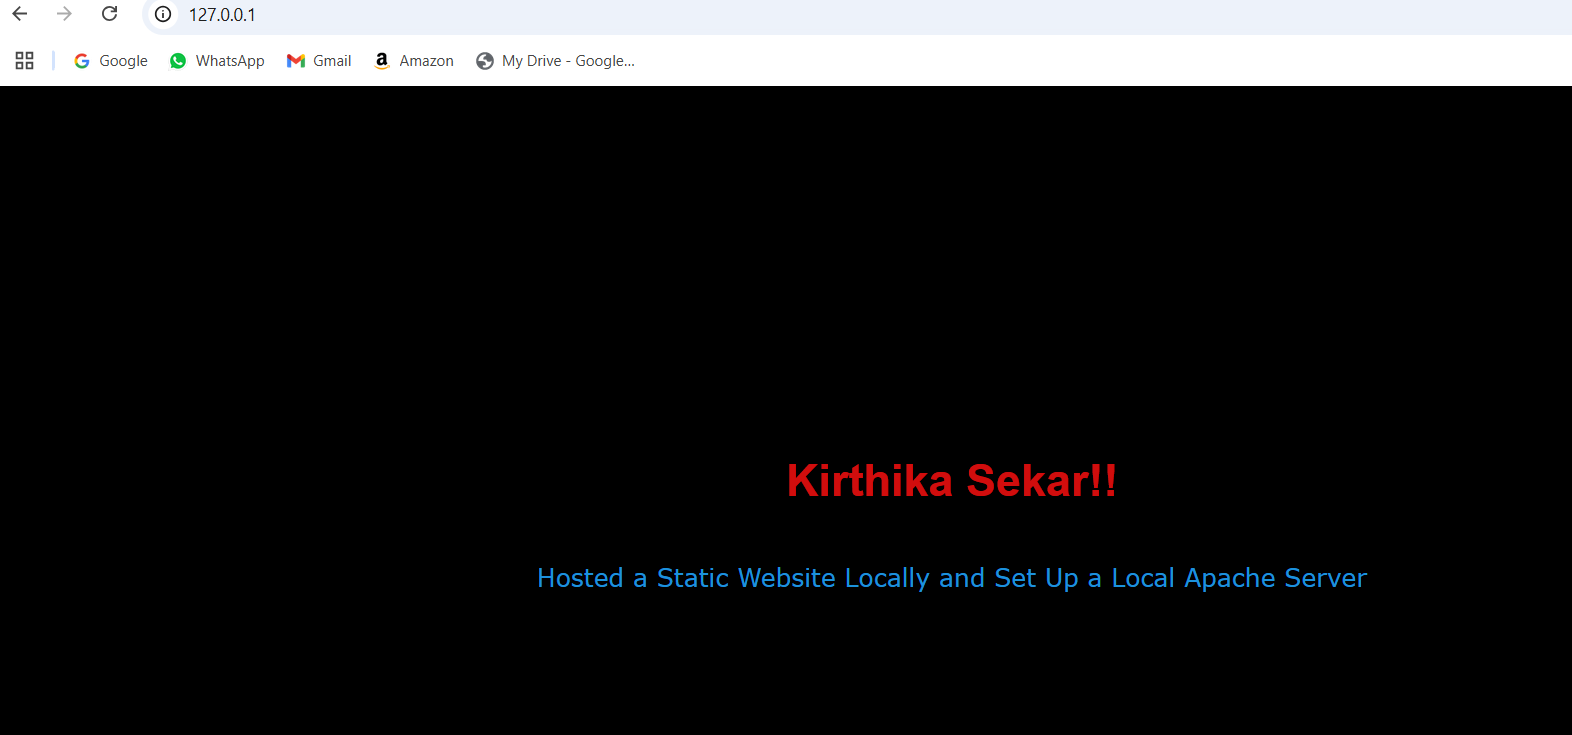 127.0.0.1
Google WhatsApp Gmail Amazon My Drive - Google...
Kirthika Sekar!!
Hosted a Static Website Locally and Set Up a Local Apache Server